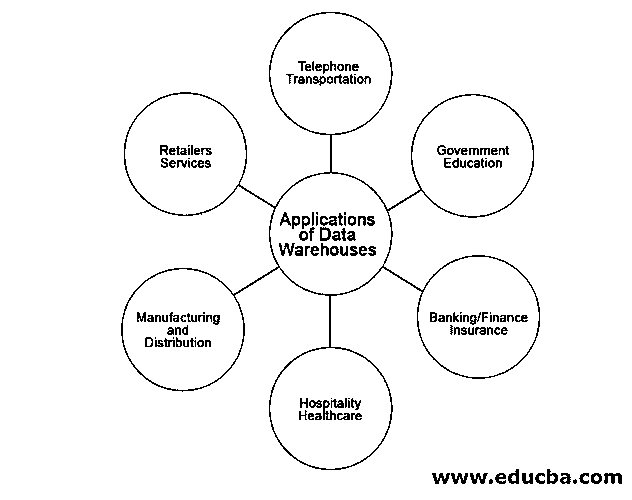 Telephone
Transportation
Retailers
Services
Government
Education
Applications
of Data
Warehouses
Manufacturing
and
Distribution
Banking/Finance
Insurance
Hospitality
Healthcare
www.educba.com